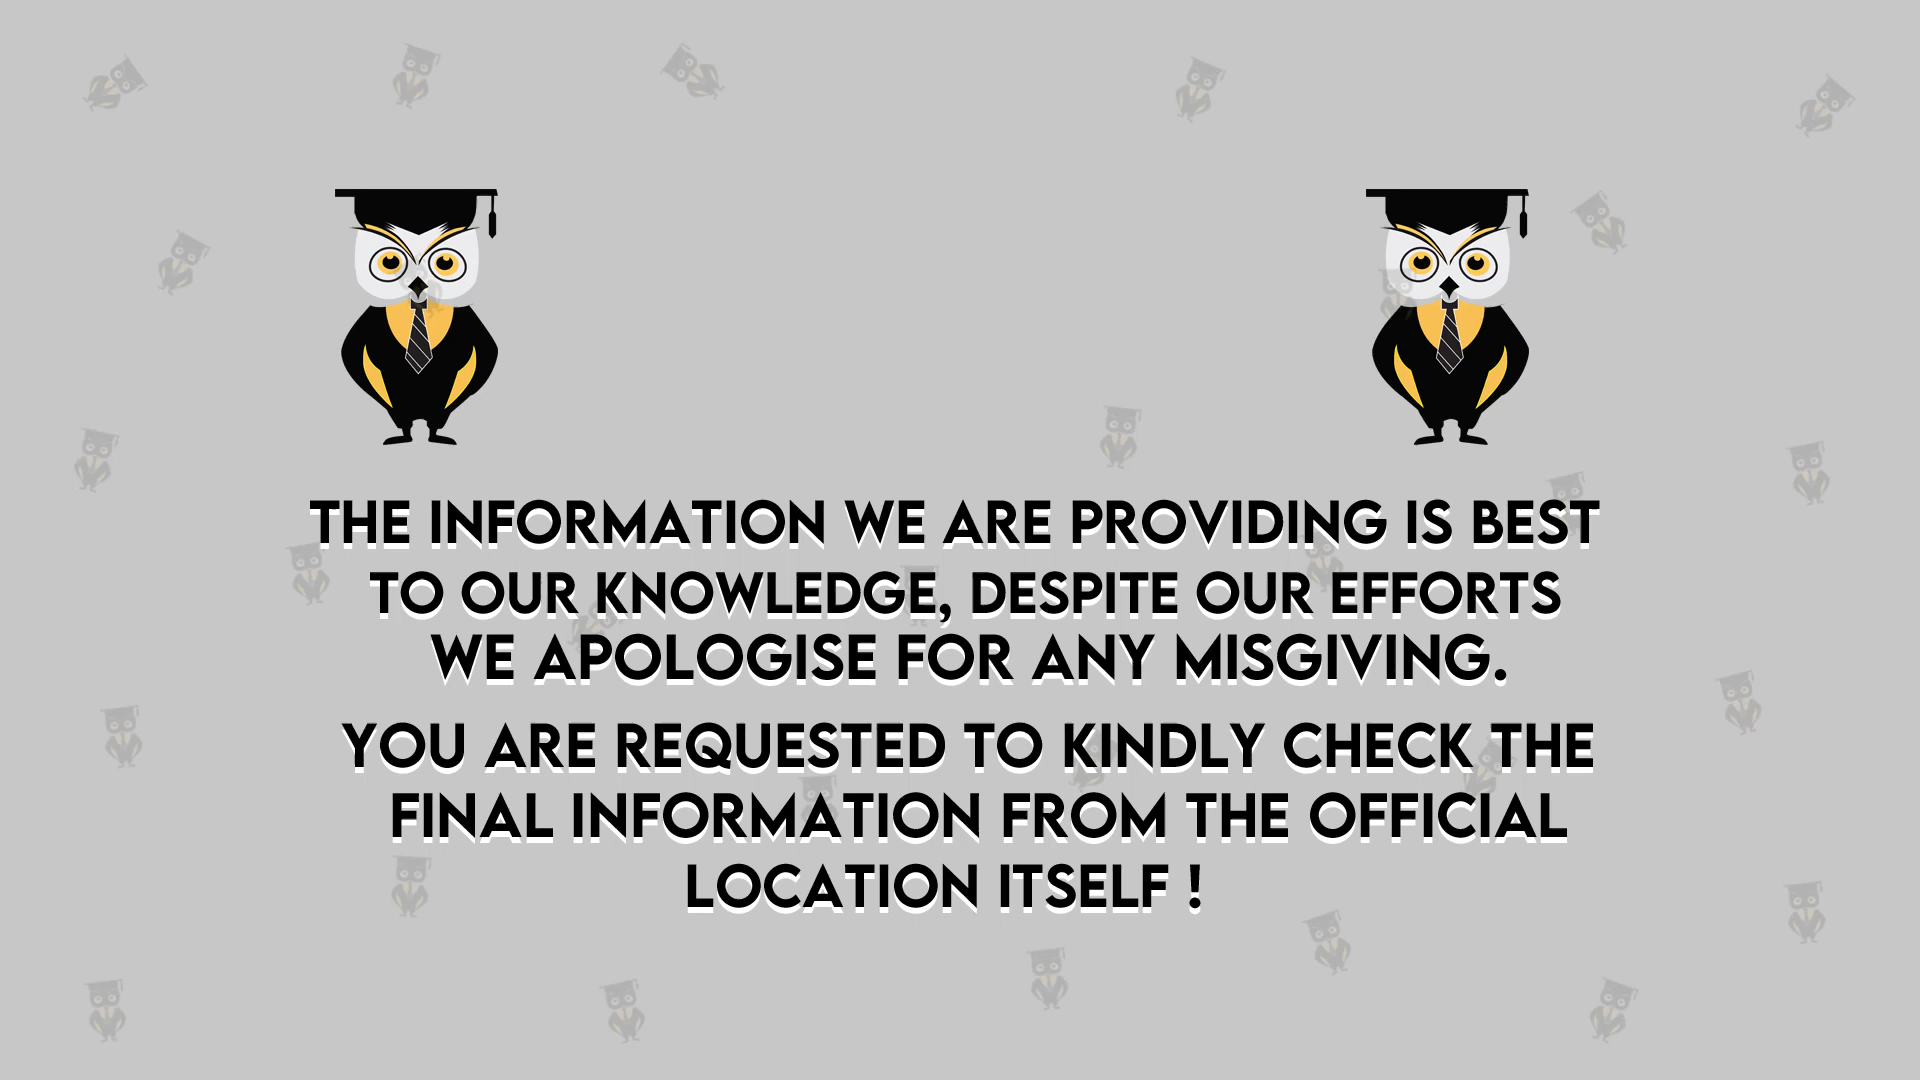 THE INFORMATION WE ARE PROVIDING IS BEST
TO OUR KNOWLEDGE, DESPITE OUR EFFORTS
WE APOLOGISE FOR ANY MISGIVING.
YOU ARE REQUESTED TO KINDLY CHECK THE
FINAL INFORMATION FROM THE OFFICIAL
LOCATION ITSELF !